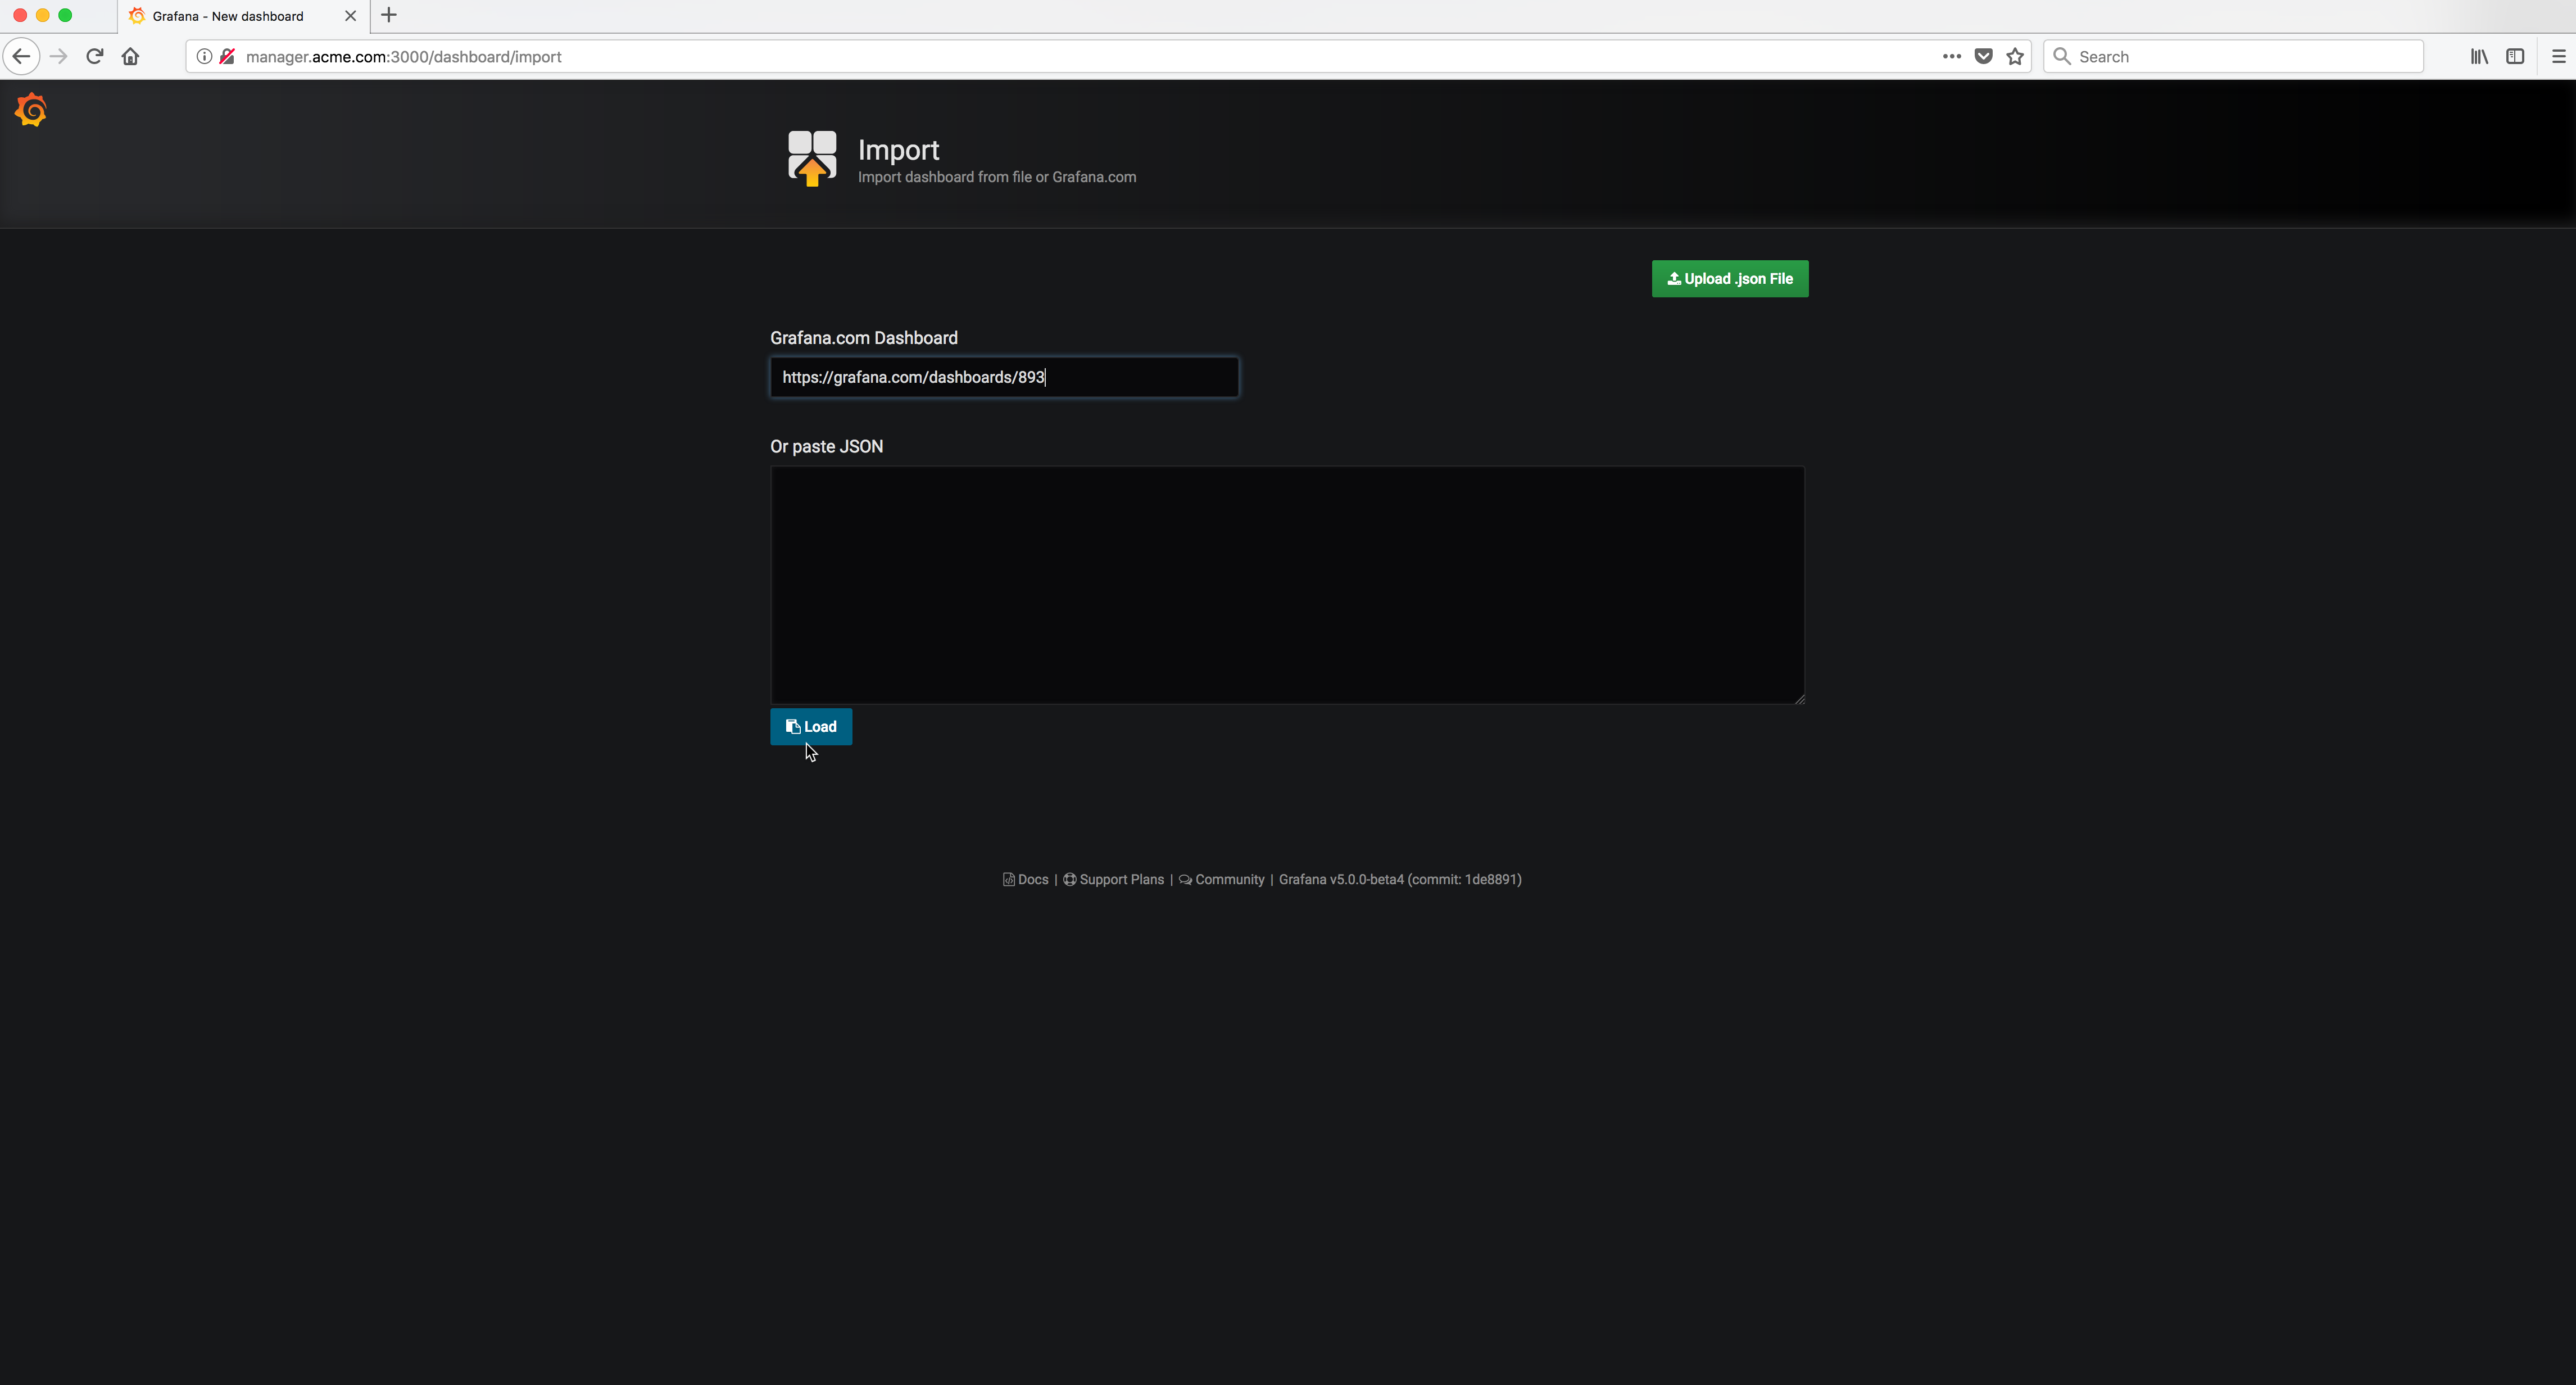 Grafana - New dashboard
manager.acme.com:3000/dashboard/import
Search
Import
Import dashboard from file or Grafana.com
Upload .json File
Grafana.com Dashboard
https://grafana.com/dashboards/893
Or paste JSON
Load
Docs | Support Plans | Community | Grafana v5.0.0-beta4 (commit: 1de8891)